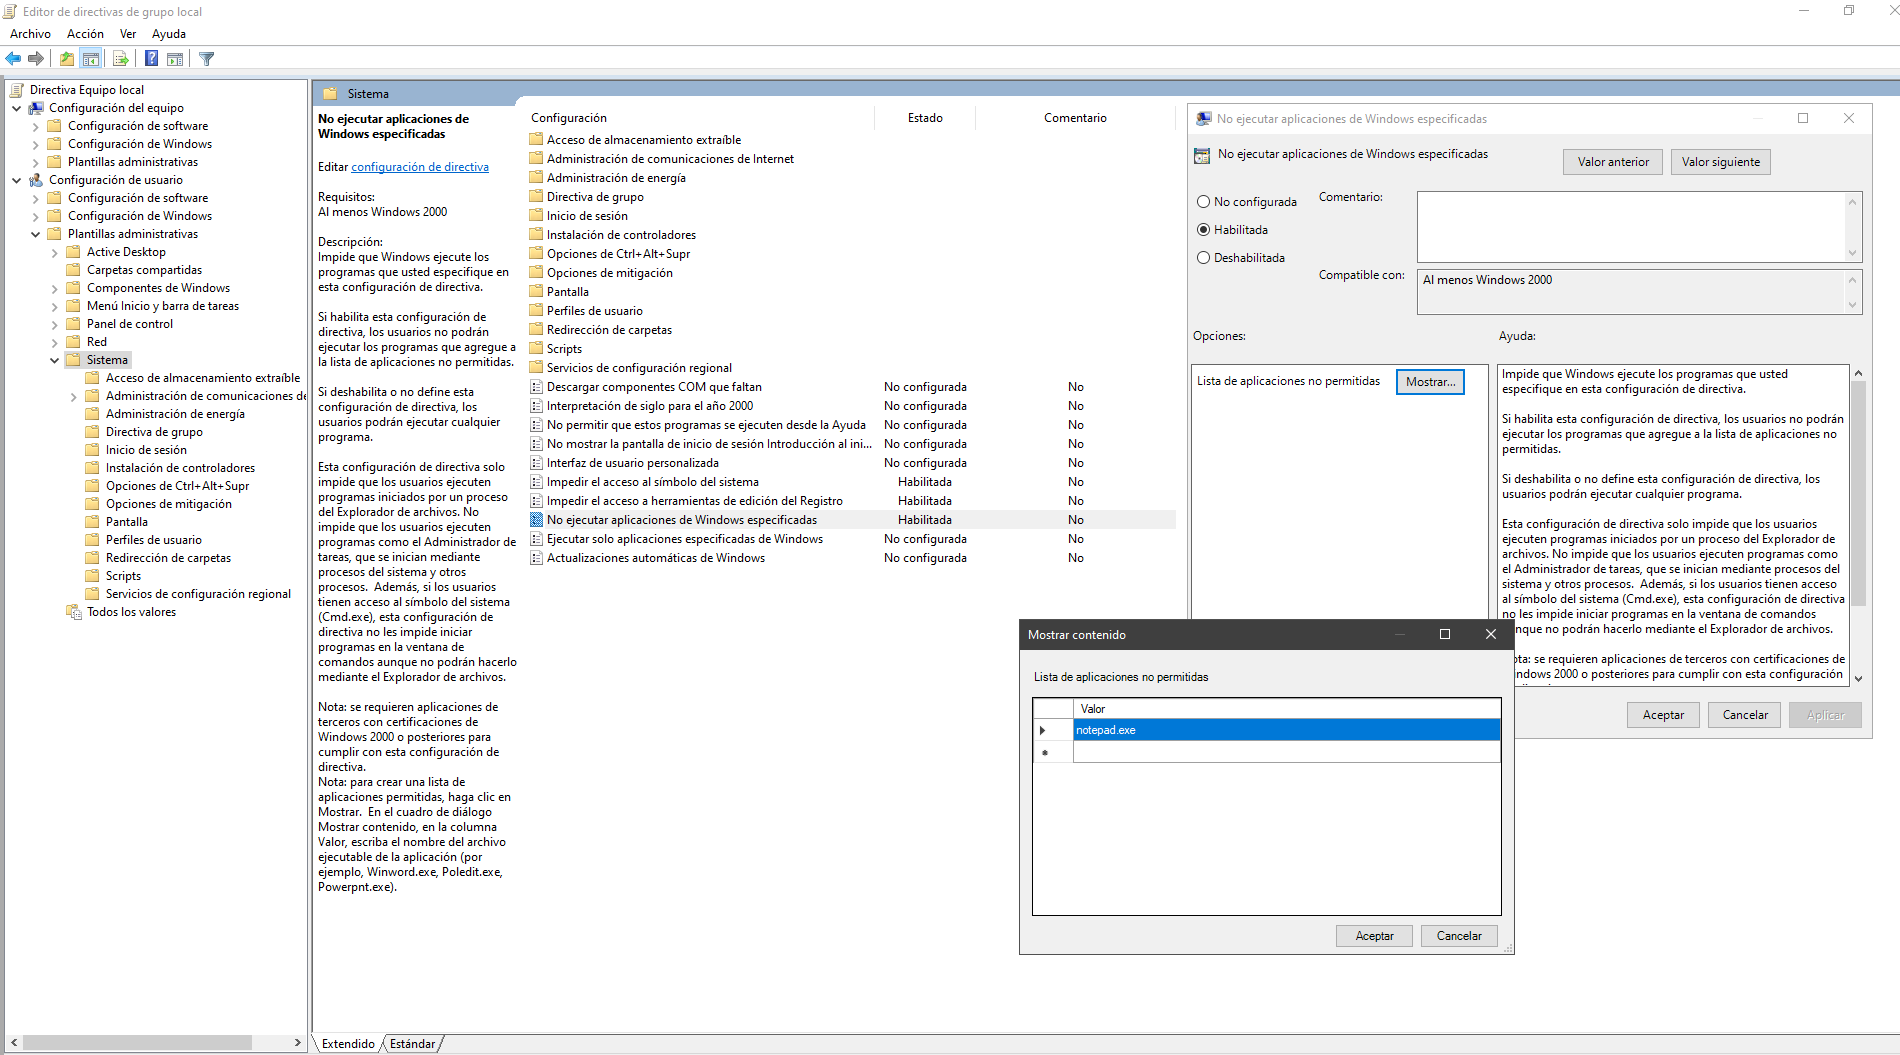 Editor de directivas de grupo local
Archivo Acción Ver Ayuda
Directiva Equipo local
Configuración del equipo
Configuración de software
Configuración de Windows
Plantillas administrativas
Configuración de usuario
Configuración de software
Configuración de Windows
Plantillas administrativas
Active Desktop
Carpetas compartidas
Componentes de Windows
Menú Inicio y barra de tareas
Panel de control
Red
Sistema
Acceso de almacenamiento extraíble
Administración de comunicaciones de
Administración de energía
Directiva de grupo
Inicio de sesión
Instalación de controladores
Opciones de Ctrl+Alt+Supr
Opciones de mitigación
Pantalla
Perfiles de usuario
Redirección de carpetas
Scripts
Servicios de configuración regional
Todos los valores
Sistema
No ejecutar aplicaciones de
Windows especificadas
Editar configuración de directiva
Requisitos:
Al menos Windows 2000
Descripción:
Impide que Windows ejecute los
programas que usted especifique en
esta configuración de directiva.
Si habilita esta configuración de
directiva, los usuarios no podrán
ejecutar los programas que agregue a
la lista de aplicaciones no permitidas.
Si deshabilita o no define esta
configuración de directiva, los
usuarios podrán ejecutar cualquier
programa.
Esta configuración de directiva solo
impide que los usuarios ejecuten
programas iniciados por un proceso
del Explorador de archivos. No
impide que los usuarios ejecuten
programas como el Administrador de
tareas, que se inician mediante
procesos del sistema y otros
procesos. Además, si los usuarios
tienen acceso al símbolo del sistema
(Cmd.exe), esta configuración de
directiva no les impide iniciar
programas en la ventana de
comandos aunque no podrán hacerlo
mediante el Explorador de archivos.
Nota: se requieren aplicaciones de
terceros con certificaciones de
Windows 2000 o posteriores para
cumplir con esta configuración de
directiva.
Nota: para crear una lista de
aplicaciones permitidas, haga clic en
Mostrar. En el cuadro de diálogo
Mostrar contenido, en la columna
Valor, escriba el nombre del archivo
ejecutable de la aplicación (por
ejemplo, Winword.exe, Poledit.exe,
Powerpnt.exe).
Configuración Estado Comentario
Acceso de almacenamiento extraíble
Administración de comunicaciones de Internet
Administración de energía
Directiva de grupo
Inicio de sesión
Instalación de controladores
Opciones de Ctrl+Alt+Supr
Opciones de mitigación
Pantalla
Perfiles de usuario
Redirección de carpetas
Scripts
Servicios de configuración regional
Descargar componentes COM que faltan No configurada No
Interpretación de siglo para el año 2000 No configurada No
No permitir que estos programas se ejecuten desde la Ayuda No configurada No
No mostrar la pantalla de inicio de sesión Introducción al ini... No configurada No
Interfaz de usuario personalizada No configurada No
Impedir el acceso al símbolo del sistema Habilitada No
Impedir el acceso a herramientas de edición del Registro Habilitada No
No ejecutar aplicaciones de Windows especificadas Habilitada No
Ejecutar solo aplicaciones especificadas de Windows No configurada No
Actualizaciones automáticas de Windows No configurada No
Extendido Estándar
No ejecutar aplicaciones de Windows especificadas
No ejecutar aplicaciones de Windows especificadas
Valor anterior Valor siguiente
No configurada
Habilitada
Deshabilitada
Comentario:
Compatible con: Al menos Windows 2000
Opciones: Ayuda:
Lista de aplicaciones no permitidas Mostrar...
Impide que Windows ejecute los programas que usted
especifique en esta configuración de directiva.
Si habilita esta configuración de directiva, los usuarios no podrán
ejecutar los programas que agregue a la lista de aplicaciones no
permitidas.
Si deshabilita o no define esta configuración de directiva, los
usuarios podrán ejecutar cualquier programa.
Esta configuración de directiva solo impide que los usuarios
ejecuten programas iniciados por un proceso del Explorador de
archivos. No impide que los usuarios ejecuten programas como
el Administrador de tareas, que se inician mediante procesos del
sistema y otros procesos. Además, si los usuarios tienen acceso
al símbolo del sistema (Cmd.exe), esta configuración de directiva
no les impide iniciar programas en la ventana de comandos
aunque no podrán hacerlo mediante el Explorador de archivos.
se requieren aplicaciones de terceros con certificaciones de
2000 o posteriores para cumplir con esta configuración
Aceptar Cancelar Aplicar
Mostrar contenido
Lista de aplicaciones no permitidas
Valor
notepad.exe
Aceptar Cancelar